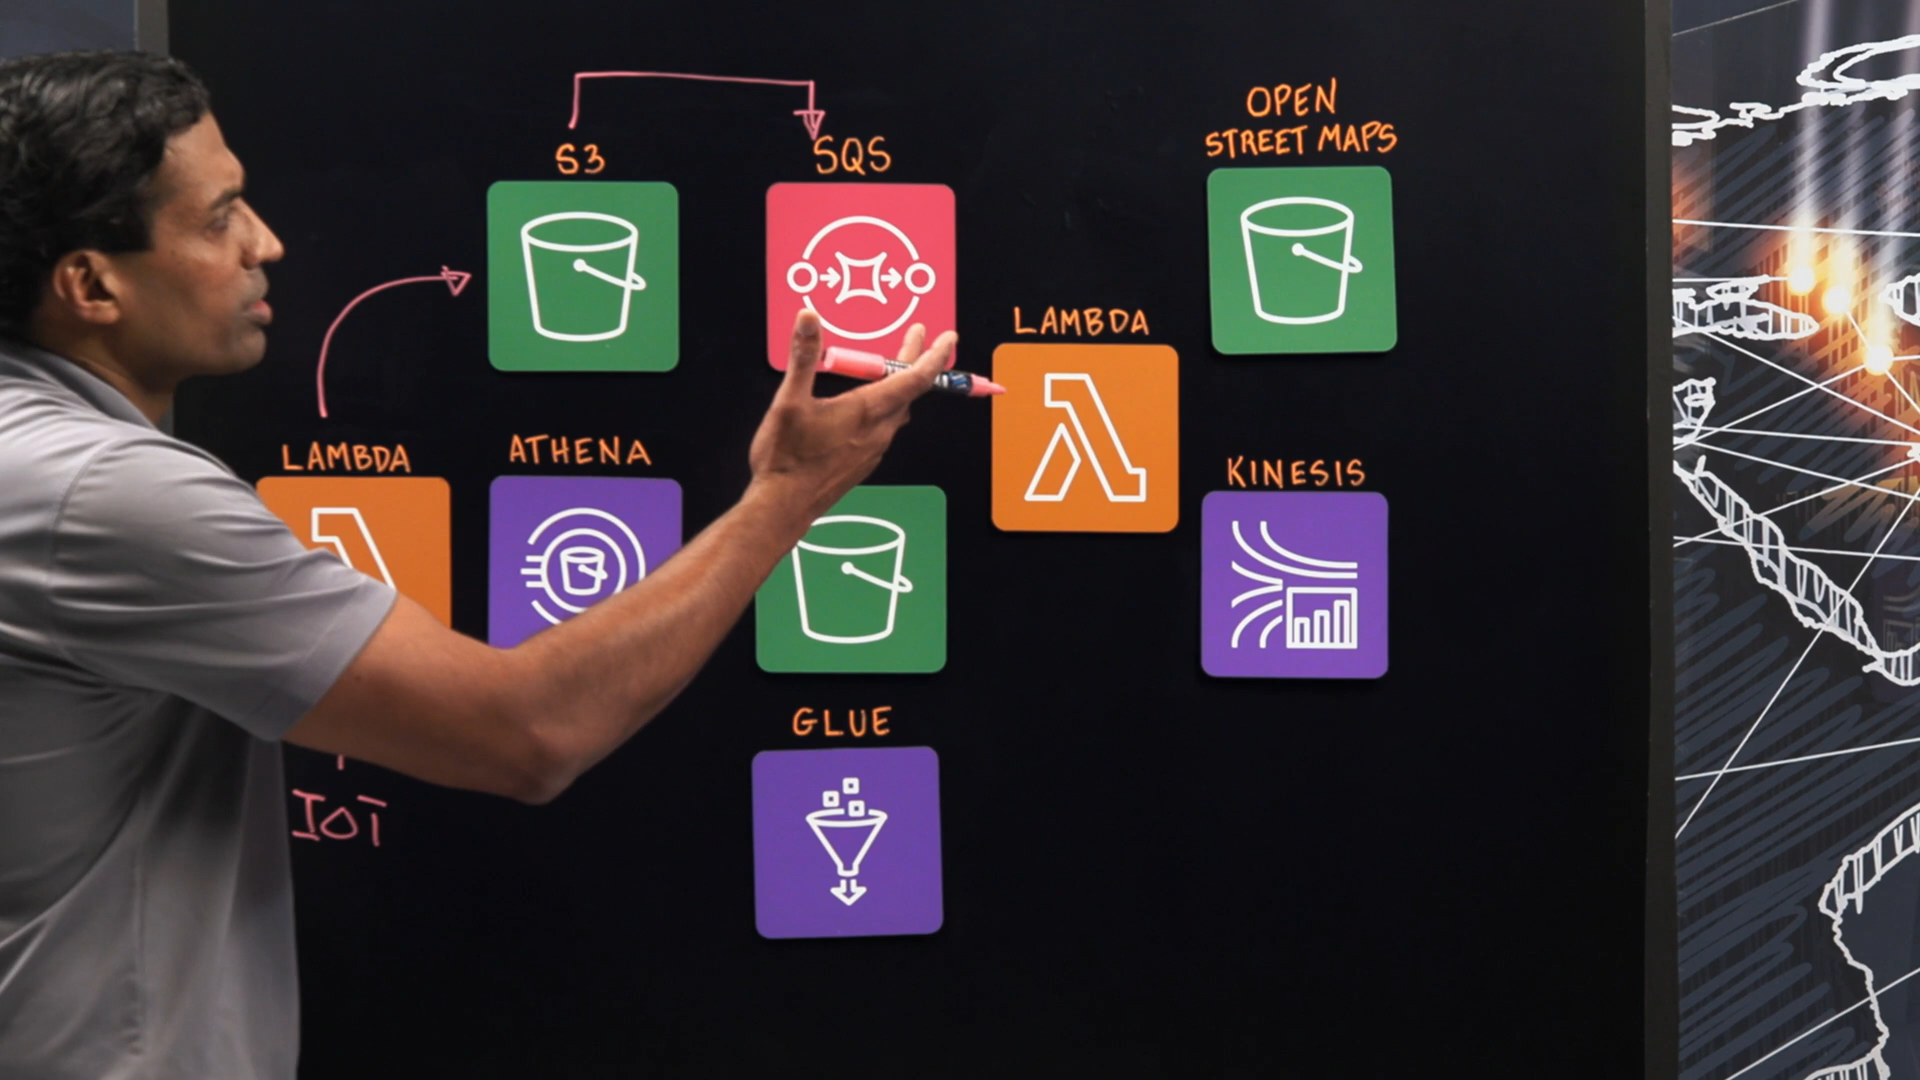 S3
SQS
OPEN
STREET MAPS
LAMBDA
LAMBDA
ATHENA
KINESIS
GLUE
IOT